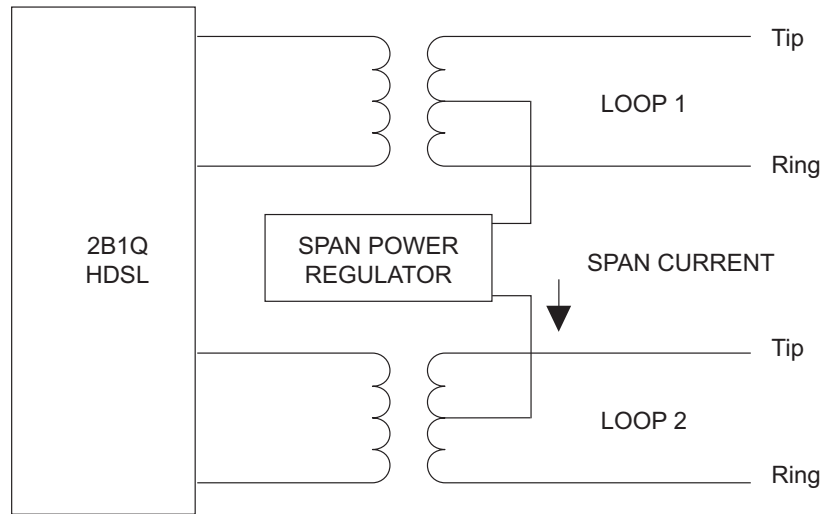 Tip
LOOP 1
Ring
2B1Q
HDSL
SPAN POWER
REGULATOR
SPAN CURRENT
Tip
LOOP 2
Ring